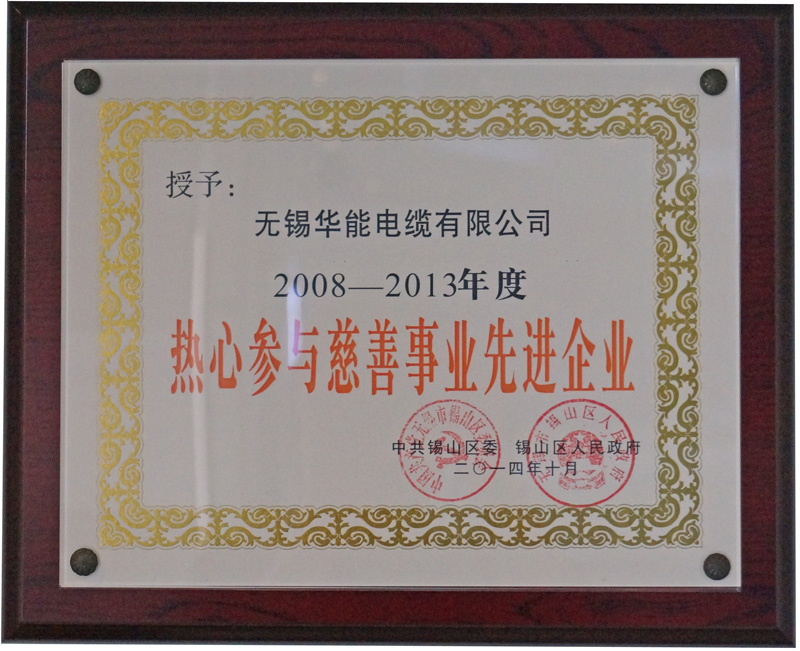 授予：
无锡华能电缆有限公司
2008—2013年度
热心参与慈善事业先进企业
中共锡山区委 锡山区人民政府
二〇一四年十月